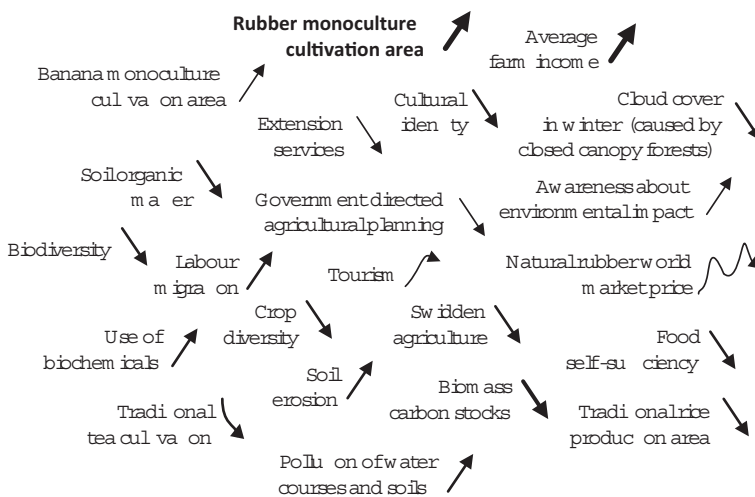 Rubber monoculture
cultivation area
Average
farm income
Banana monoculture
cul va on area
Cultural
iden ty
Cloud cover
in winter (caused by
closed canopy forests)
Extension
services
Soil organic
ma er
Government directed
agricultural planning
Awareness about
environmental impact
Biodiversity
Labour
migra on
Tourism
Natural rubber world
market price
Crop
diversity
Swidden
agriculture
Use of
biochemicals
Food
self-su ciency
Soil
erosion
Biomass
carbon stocks
Tradi onal
tea cul va on
Tradi onal rice
produc on area
Pollu on of water
courses and soils